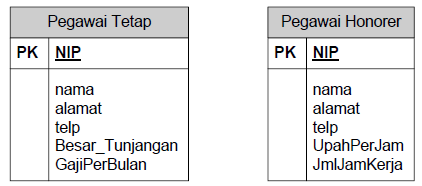 Pegawai Tetap
PK NIP
nama
alamat
telp
Besar_Tunjangan
GajiPerBulan
Pegawai Honorer
PK NIP
nama
alamat
telp
UpahPerJam
JmlJamKerja